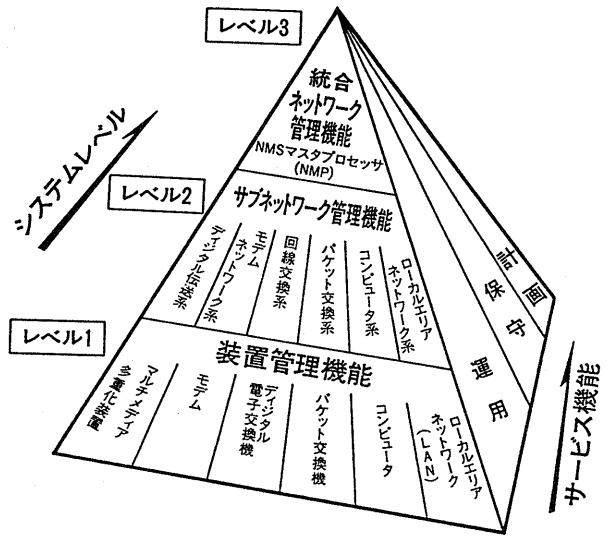 レベル3
統合
ネットワーク
管理機能
NMSマスタプロセッサ
(NMP)
システムレベル
レベル2
サブネットワーク管理機能
ディジタル伝送系
モデム
ネットワーク系
回線交換系
パケット交換系
コンピュータ系
ローカルエリア
ネットワーク系
レベル1
装置管理機能
マルチメディア
多重化装置
モデム
ディジタル
電子交換機
パケット交換機
コンピュータ
ローカルエリア
ネットワーク
(LAN)
計画
保守
運用
サービス機能